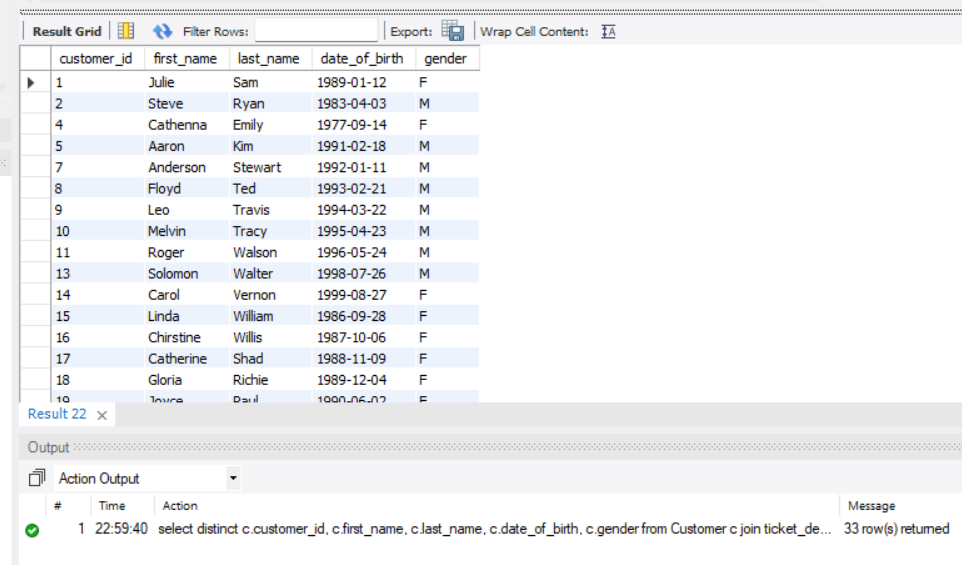 Result Grid Filter Rows: Export: Wrap Cell Content: IA
customer_id first_name last_name date_of_birth gender
1 Julie Sam 1989-01-12 F
2 Steve Ryan 1983-04-03 M
4 Cathenna Emily 1977-09-14 F
5 Aaron Kim 1991-02-18 M
7 Anderson Stewart 1992-01-11 M
8 Floyd Ted 1993-02-21 M
9 Leo Travis 1994-03-22 M
10 Melvin Tracy 1995-04-23 M
11 Roger Walson 1996-05-24 M
13 Solomon Walter 1998-07-26 M
14 Carol Vernon 1999-08-27 F
15 Linda William 1986-09-28 F
16 Chirstine Willis 1987-10-06 F
17 Catherine Shad 1988-11-09 F
18 Gloria Richie 1989-12-04 F
19 Joyce Paul 1990-06-07 F
Result 22
Output
Action Output
# Time Action Message
1 22:59:40 select distinct c.customer_id, c.first_name, c.last_name, c.date_of_birth, c.gender from Customer c join ticket_de... 33 row(s) returned